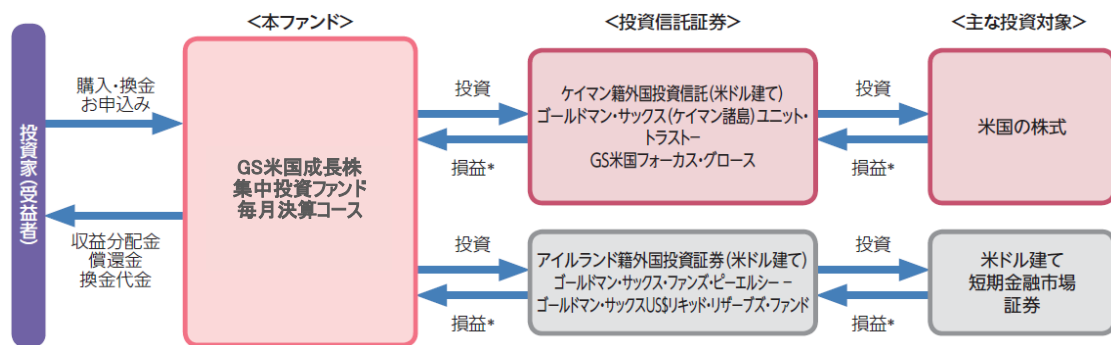 <本ファンド>
<投資信託証券>
<主な投資対象>
投資家(受益者)
購入・換金
お申込み
収益分配金
償還金
換金代金
GS米国成長株
集中投資ファンド
毎月決算コース
投資
損益*
ケイマン籍外国投資信託(米ドル建て)
ゴールドマン・サックス(ケイマン諸島)ユニット・
トラストー
GS米国フォーカス・グロース
投資
損益*
米国の株式
投資
損益*
アイルランド籍外国投資証券(米ドル建て)
ゴールドマン・サックス・ファンズ・ピーエルシー −
ゴールドマン・サックスUS$リキッド・リザーブズ・ファンド
投資
損益*
米ドル建て
短期金融市場
証券